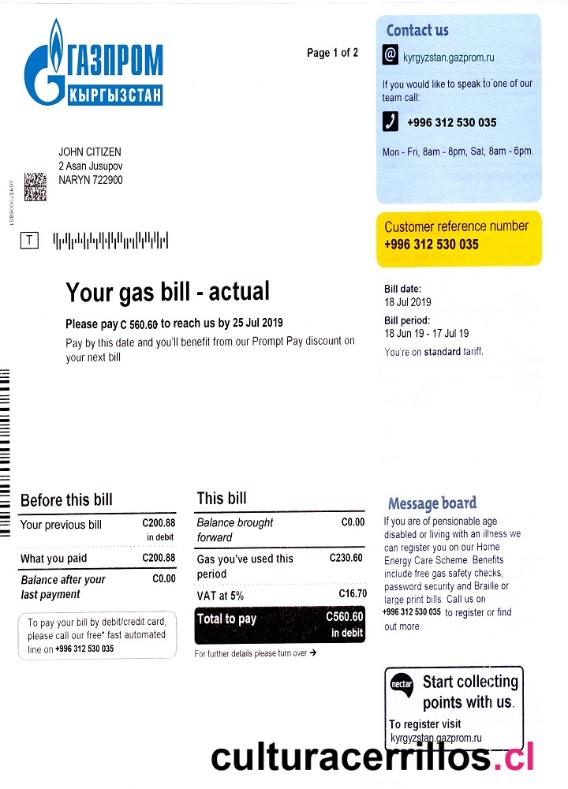 ГАЗПРОМ
КЫРГЫЗСТАН
Page 1 of 2
Contact us
@ kyrgyzstan.gazprom.ru
If you would like to speak to one of our
team call:
+996 312 530 035
Mon - Fri, 8am - 8pm, Sat, 8am - 6pm.
JOHN CITIZEN
2 Asan Jusupov
NARYN 722900
T
Customer reference number
+996 312 530 035
Your gas bill - actual
Please pay C 560.60 to reach us by 25 Jul 2019
Pay by this date and you'll benefit from our Prompt Pay discount on
your next bill
Bill date:
18 Jul 2019
Bill period:
18 Jun 19 - 17 Jul 19
You're on standard tariff.
Before this bill
Your previous bill C200.88
in debit
What you paid C200.88
Balance after your C0.00
last payment
To pay your bill by debit/credit card,
please call our free* fast automated
line on +996 312 530 035
This bill
Balance brought C0.00
forward
Gas you've used this C230.60
period
VAT at 5% C16.70
Total to pay C560.60
in debit
For further details please turn over →
Message board
If you are of pensionable age
disabled or living with an illness we
can register you on our Home
Energy Care Scheme. Benefits
include free gas safety checks,
password security and Braille or
large print bills. Call us on
+996 312 530 035 to register or find
out more.
nectar
Start collecting
points with us.
To register visit
kyrgyzstan.gazprom.ru
culturacerrillos.cl